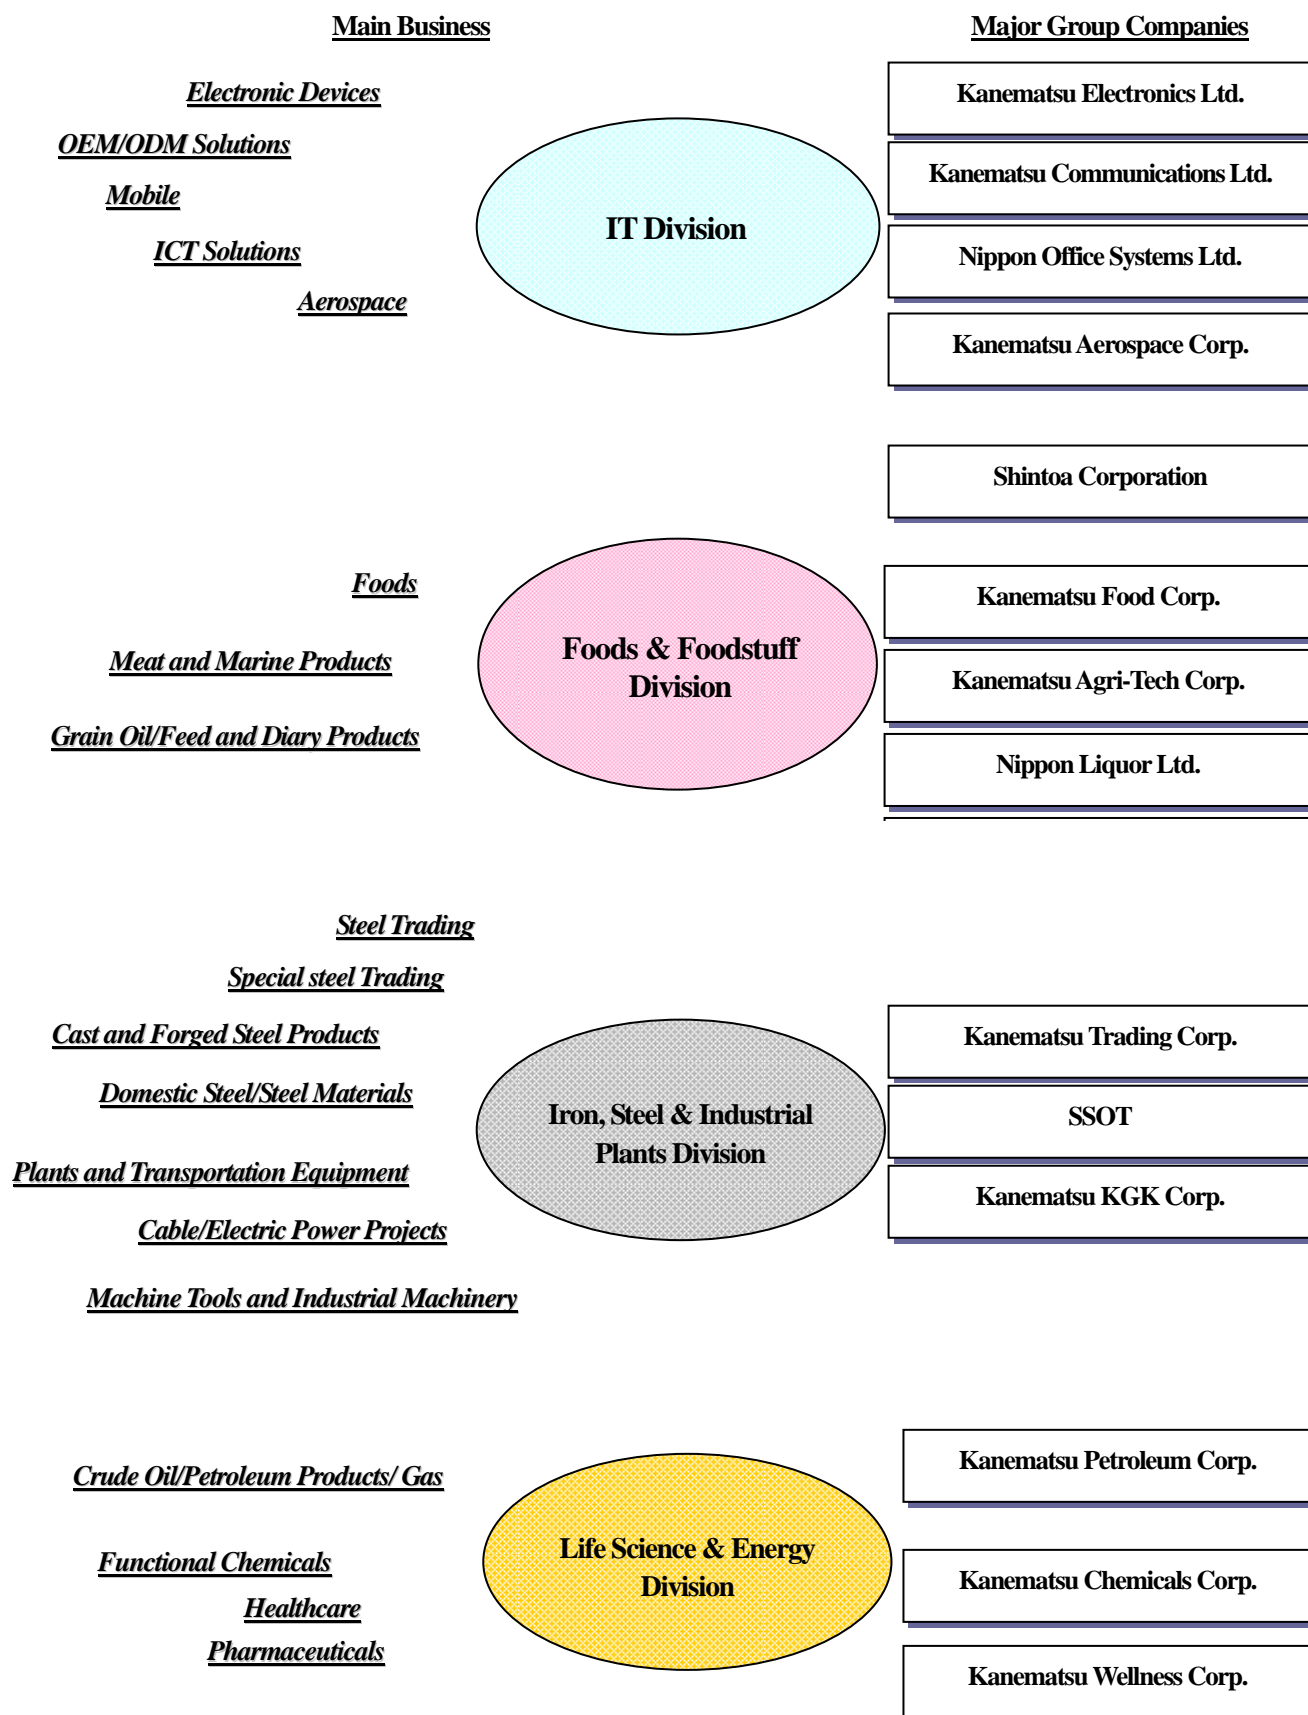 Main Business
Major Group Companies
Electronic Devices
OEM/ODM Solutions
Mobile
ICT Solutions
Aerospace
IT Division
Kanematsu Electronics Ltd.
Kanematsu Communications Ltd.
Nippon Office Systems Ltd.
Kanematsu Aerospace Corp.
Shintoa Corporation
Foods
Meat and Marine Products
Grain Oil/Feed and Diary Products
Foods & Foodstuff
Division
Kanematsu Food Corp.
Kanematsu Agri-Tech Corp.
Nippon Liquor Ltd.
Steel Trading
Special steel Trading
Cast and Forged Steel Products
Domestic Steel/Steel Materials
Plants and Transportation Equipment
Cable/Electric Power Projects
Machine Tools and Industrial Machinery
Iron, Steel & Industrial
Plants Division
Kanematsu Trading Corp.
SSOT
Kanematsu KGK Corp.
Crude Oil/Petroleum Products/ Gas
Functional Chemicals
Healthcare
Pharmaceuticals
Life Science & Energy
Division
Kanematsu Petroleum Corp.
Kanematsu Chemicals Corp.
Kanematsu Wellness Corp.